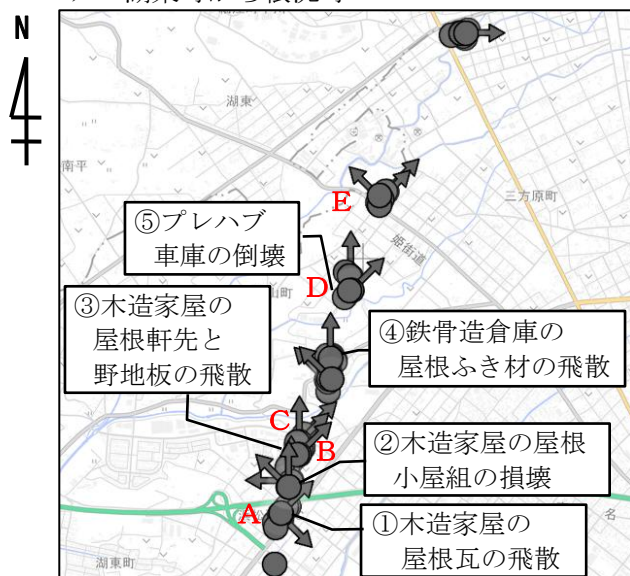 N
湖東
南平
三方原町
E
⑤プレハブ
車庫の倒壊
姫街道
山町
D
③木造家屋の
屋根軒先と
野地板の飛散
④鉄骨造倉庫の
屋根ふき材の飛散
C
B
②木造家屋の屋根
小屋組の損壊
A
①木造家屋の
屋根瓦の飛散
湖東町
名